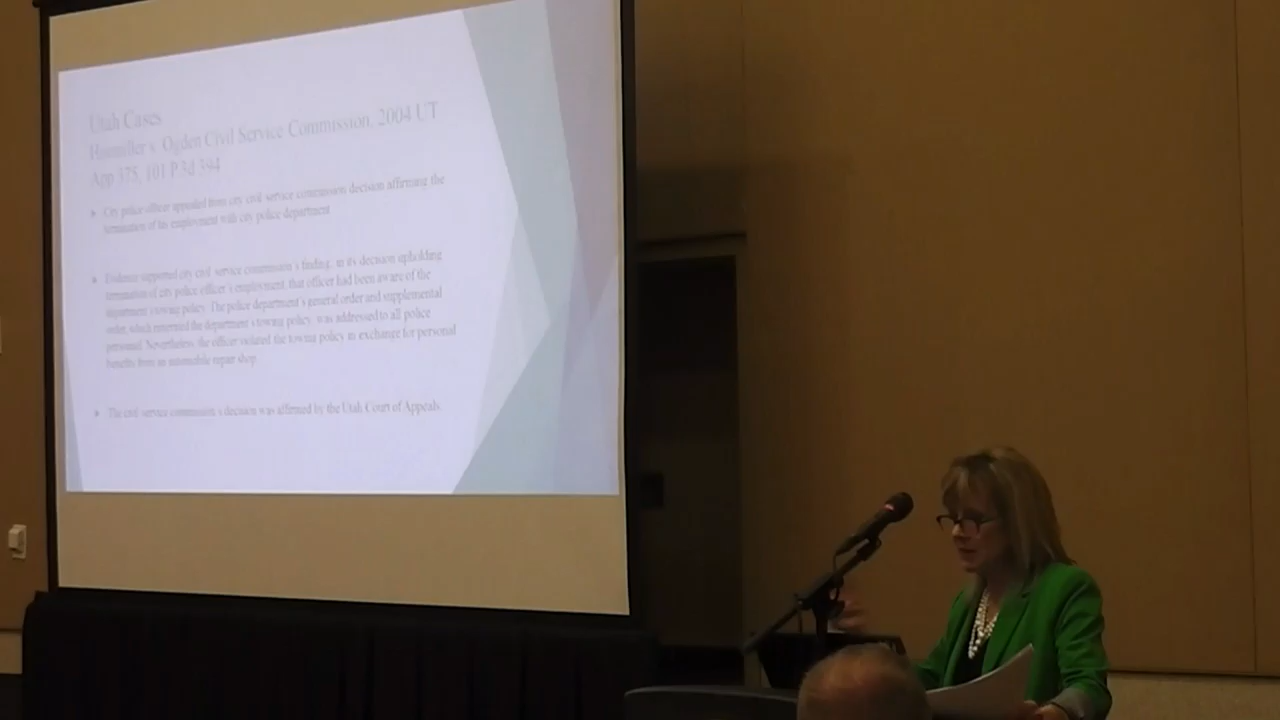 Utah Cases
v. Ogden Civil Service Commission, 2004 UT
App 375, 101 P.3d 394
City police officer appealed from city civil service commission decision affirming the
termination of his employment with city police department.
Evidence supported city civil service commission's finding, in its decision upholding
termination of city police officer's employment, that officer had been aware of the
department's towing policy. The police department's general order and supplemental
order, which the department's towing policy, was addressed to all police
personnel. Nevertheless, the officer violated the towing policy in exchange for personal
benefits from an automobile repair shop.
The civil service commission's decision was affirmed by the Utah Court of Appeals.